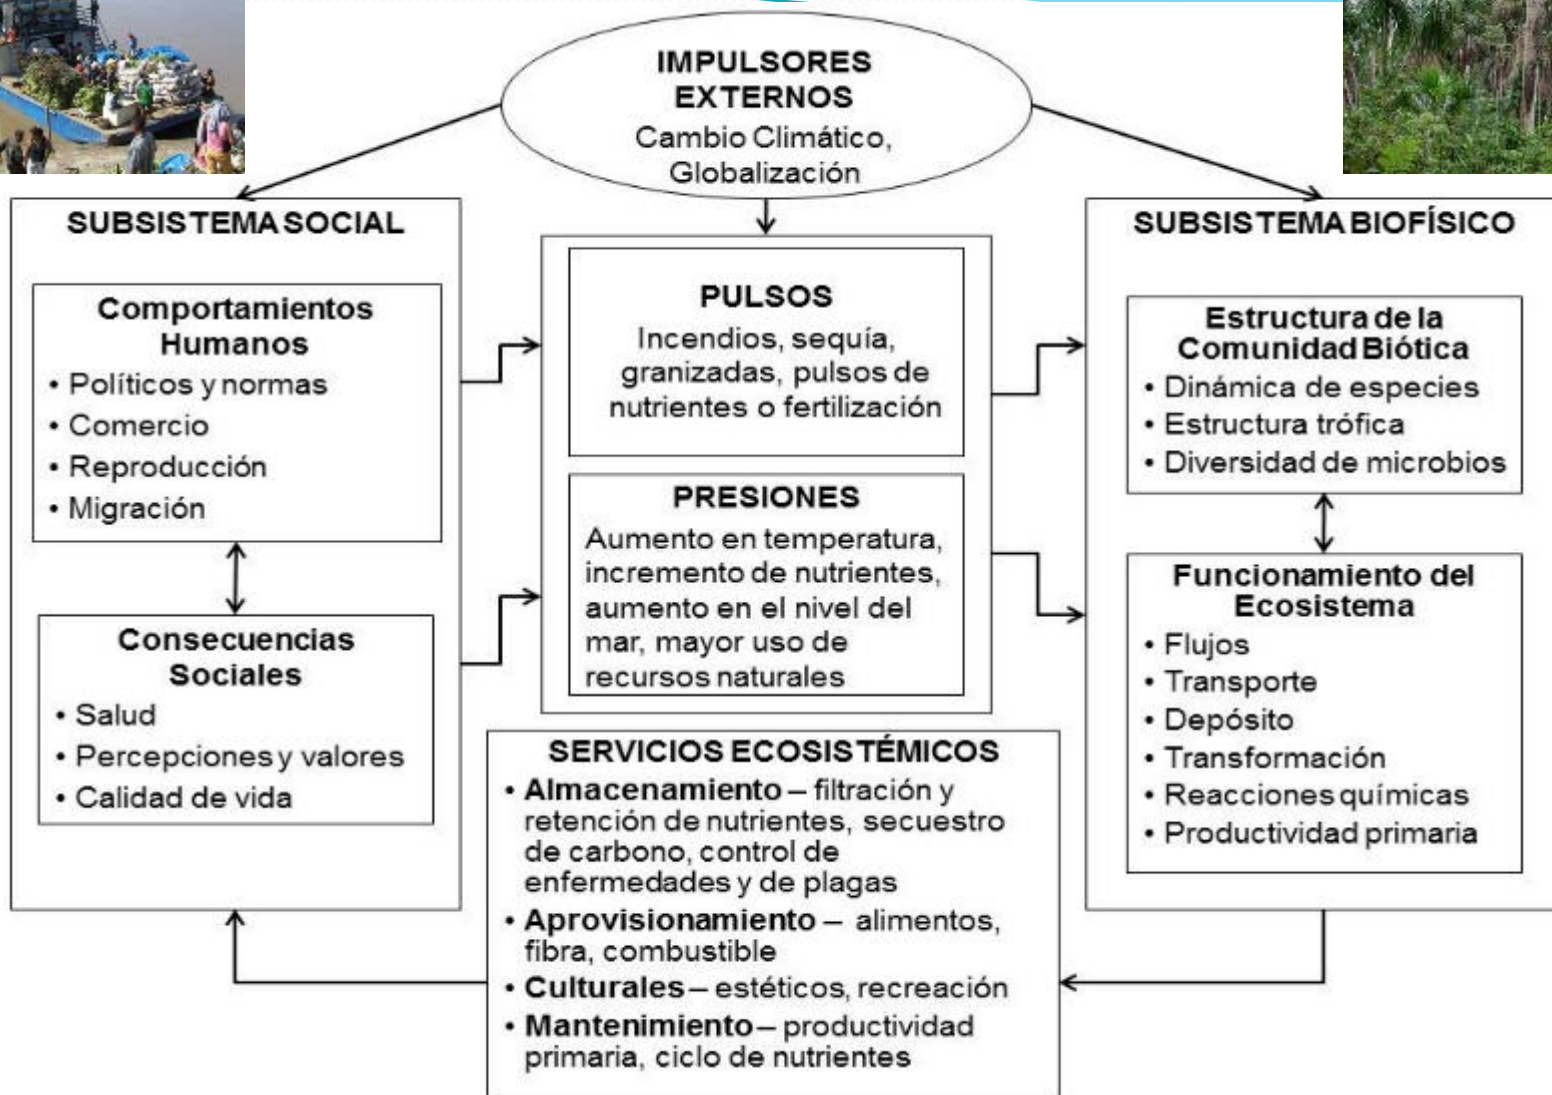 IMPULSORES
EXTERNOS
Cambio Climático,
Globalización
SUBSISTEMA SOCIAL
Comportamientos
Humanos
• Políticos y normas
• Comercio
• Reproducción
• Migración
Consecuencias
Sociales
• Salud
• Percepciones y valores
• Calidad de vida
PULSOS
Incendios, sequía,
granizadas, pulsos de
nutrientes o fertilización
PRESIONES
Aumento en temperatura,
incremento de nutrientes,
aumento en el nivel del
mar, mayor uso de
recursos naturales
SUBSISTEMA BIOFÍSICO
Estructura de la
Comunidad Biótica
• Dinámica de especies
• Estructura trófica
• Diversidad de microbios
Funcionamiento del
Ecosistema
• Flujos
• Transporte
• Depósito
• Transformación
• Reacciones químicas
• Productividad primaria
SERVICIOS ECOSISTÉMICOS
• Almacenamiento – filtración y
retención de nutrientes, secuestro
de carbono, control de
enfermedades y de plagas
• Aprovisionamiento – alimentos,
fibra, combustible
• Culturales – estéticos, recreación
• Mantenimiento – productividad
primaria, ciclo de nutrientes